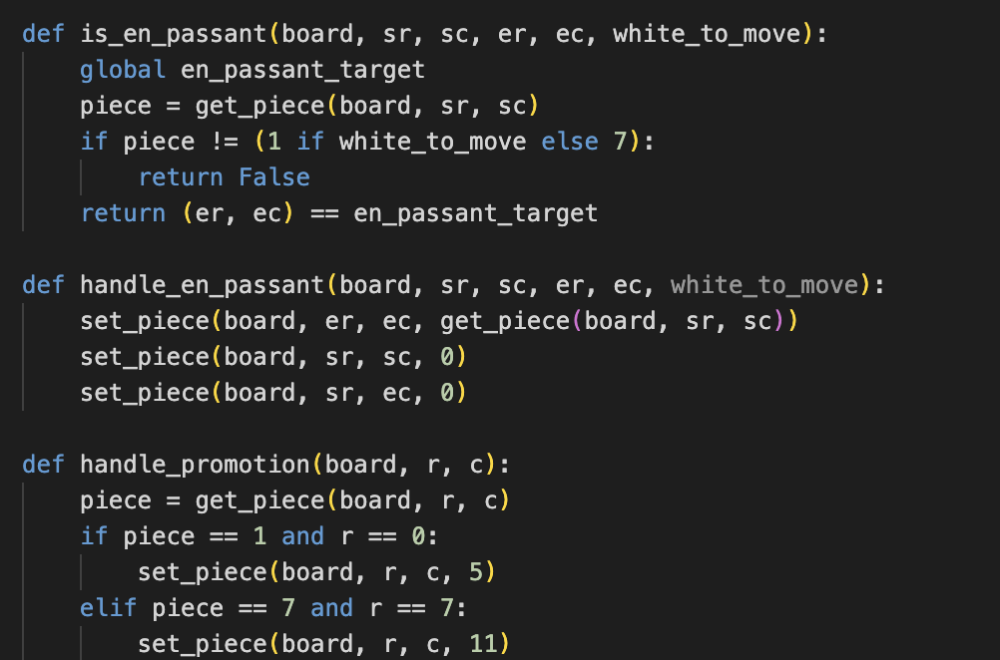 def is_en_passant(board, sr, sc, er, ec, white_to_move):
    global en_passant_target
    piece = get_piece(board, sr, sc)
    if piece != (1 if white_to_move else 7):
        return False
    return (er, ec) == en_passant_target

def handle_en_passant(board, sr, sc, er, ec, white_to_move):
    set_piece(board, er, ec, get_piece(board, sr, sc))
    set_piece(board, sr, sc, 0)
    set_piece(board, sr, ec, 0)

def handle_promotion(board, r, c):
    piece = get_piece(board, r, c)
    if piece == 1 and r == 0:
        set_piece(board, r, c, 5)
    elif piece == 7 and r == 7:
        set_piece(board, r, c, 11)